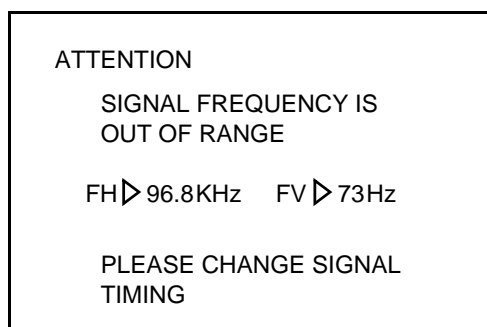 ATTENTION
SIGNAL FREQUENCY IS
OUT OF RANGE
FH▷96.8KHz FV▷73Hz
PLEASE CHANGE SIGNAL
TIMING